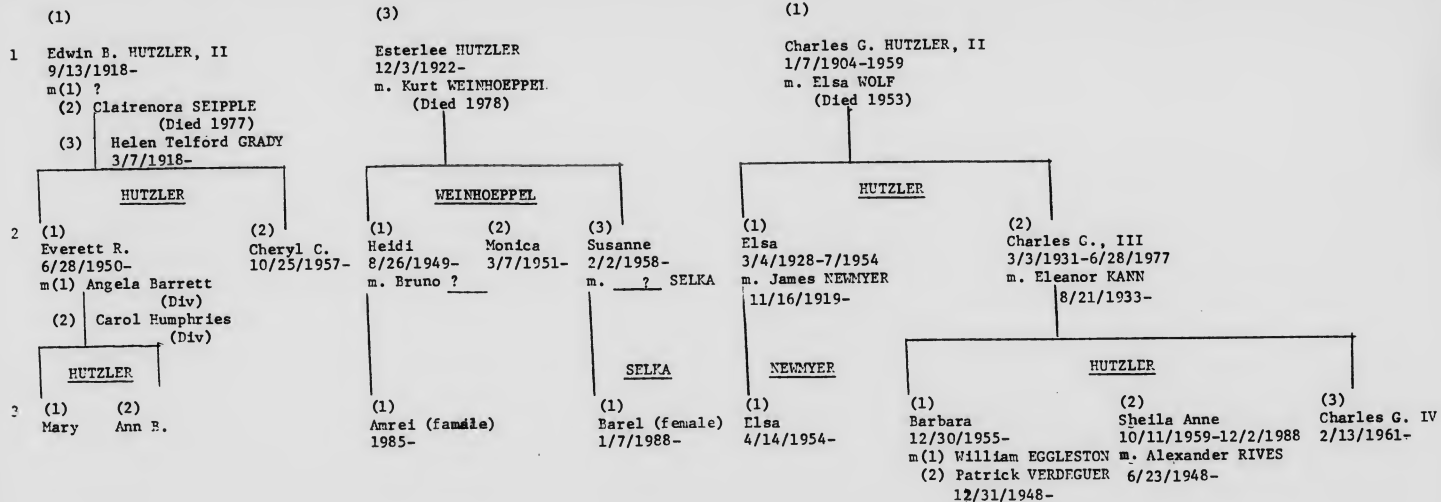 (1)
1 Edwin B. HUTZLER, II
9/13/1918-
m(1) ?
(2) Clairenora SEIPPLE
(Died 1977)
(3) Helen Telford GRADY
3/7/1918-
(3)
Esterlee HUTZLER
12/3/1922-
m. Kurt WEINHOEPPEL
(Died 1978)
(1)
Charles G. HUTZLER, II
1/7/1904-1959
m. Elsa WOLF
(Died 1953)
HUTZLER
2 (1)
Everett R.
6/28/1950-
m(1) Angela Barrett
(Div)
(2) Carol Humphries
(Div)
(2)
Cheryl C.
10/25/1957-
WEINHOEPPEL
(1)
Heidi
8/26/1949-
m. Bruno ?
(2)
Monica
3/7/1951-
(3)
Susanne
2/2/1958-
m. ? SELKA
HUTZLER
(1)
Elsa
3/4/1928-7/1954
m. James NEWMYER
11/16/1919-
(2)
Charles G., III
3/3/1931-6/28/1977
m. Eleanor KANN
8/21/1933-
HUTZLER
3 (1)
Mary
(2)
Ann B.
(1)
Amrei (famile)
1985-
SELKA
(1)
Barel (female)
1/7/1988-
NEWMYER
(1)
Elsa
4/14/1954-
HUTZLER
(1)
Barbara
12/30/1955-
m(1) William EGGLESTON
(2) Patrick VERDEGUER
12/31/1948-
(2)
Sheila Anne
10/11/1959-12/2/1988
m. Alexander RIVES
6/23/1948-
(3)
Charles G. IV
2/13/1961-